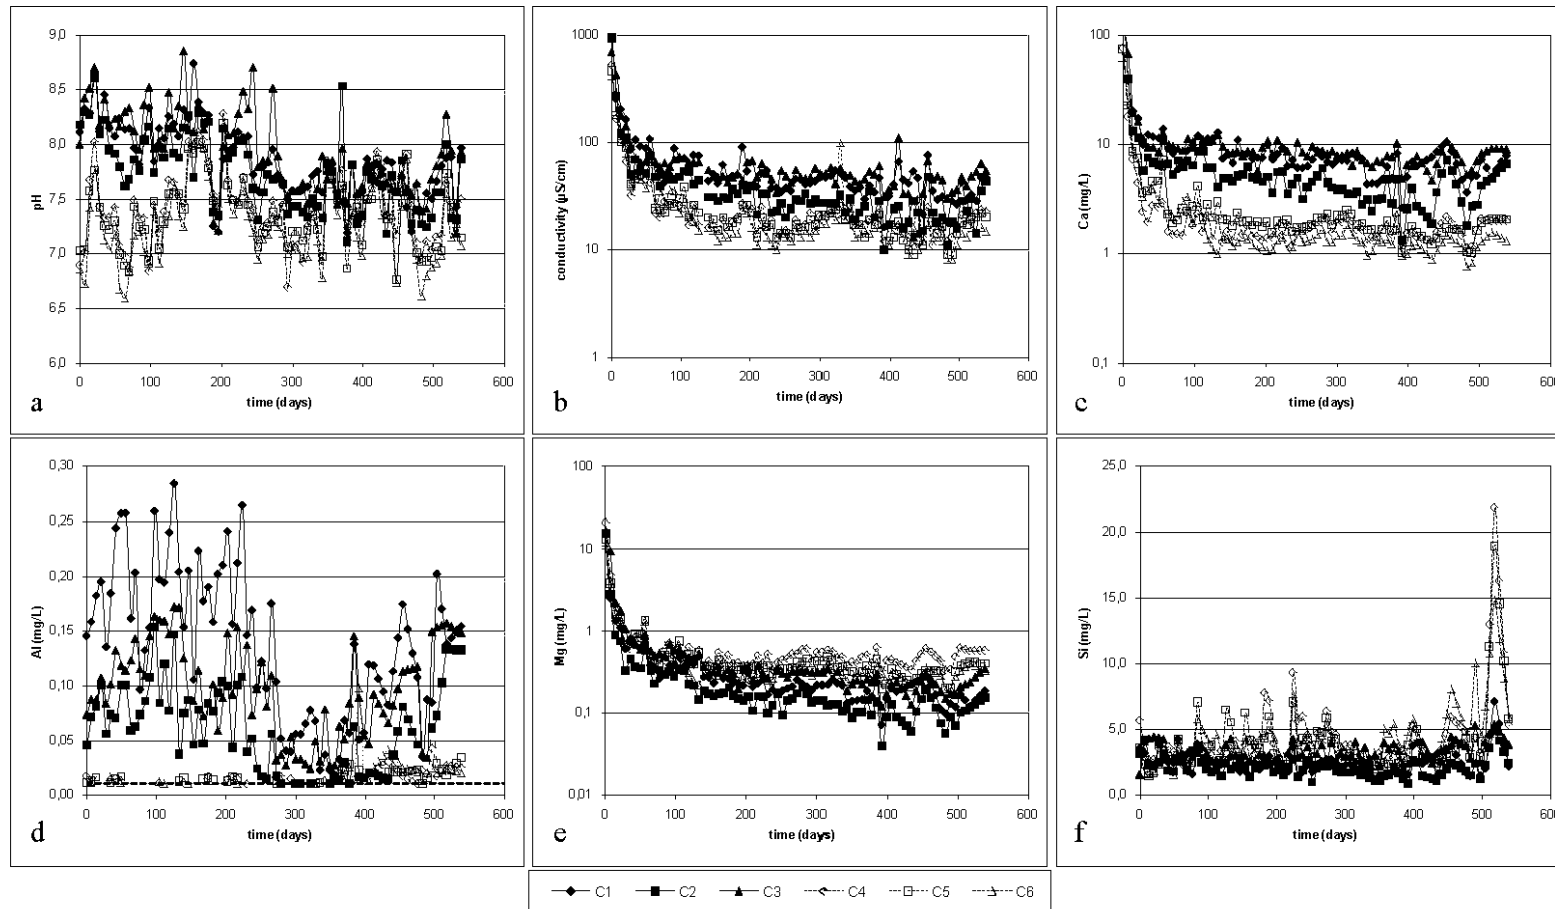 9,0
8,5
8,0
7,5
7,0
6,5
6,0
pH
0 100 200 300 400 500 600
time (days)
a
1000
100
10
1
conductivity (µS/cm)
0 100 200 300 400 500 600
time (days)
b
100
10
1
0,1
Ca (mg/L)
0 100 200 300 400 500 600
time (days)
c
0,30
0,25
0,20
0,15
0,10
0,05
0,00
Al (mg/L)
0 100 200 300 400 500 600
time (days)
d
100
10
1
0,1
0,01
Mg (mg/L)
0 100 200 300 400 500 600
time (days)
e
25,0
20,0
15,0
10,0
5,0
0,0
Si (mg/L)
0 100 200 300 400 500 600
time (days)
f
C1 C2 C3 C4 C5 C6